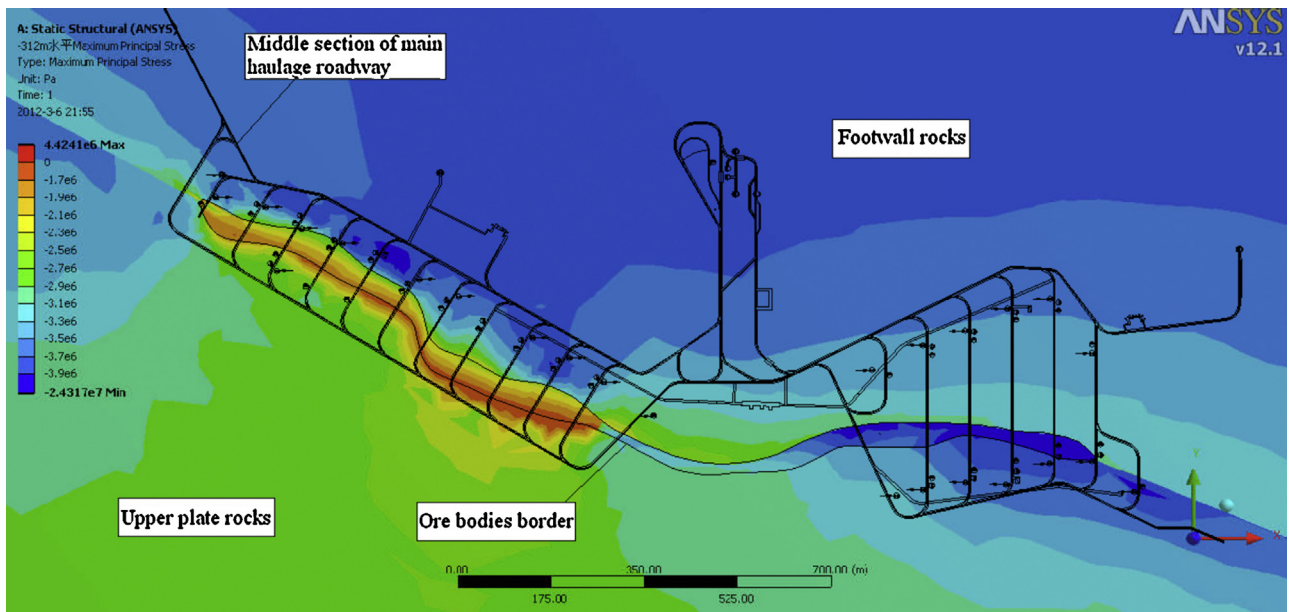 A: Static Structural (ANSYS)
-312m水平Maximum Principal Stress
Type: Maximum Principal Stress
Unit: Pa
Time: 1
2012-3-6 21:55
4.4241e6 Max
0
-1.7e6
-1.9e6
-2.1e6
-2.3e6
-2.5e6
-2.7e6
-2.9e6
-3.1e6
-3.3e6
-3.5e6
-3.7e6
-3.9e6
-2.4317e7 Min
Middle section of main
haulage roadway
ANSYS
v12.1
Footwall rocks
Upper plate rocks
Ore bodies border
Y
X
0.00 350.00 700.00 (m)
175.00 525.00